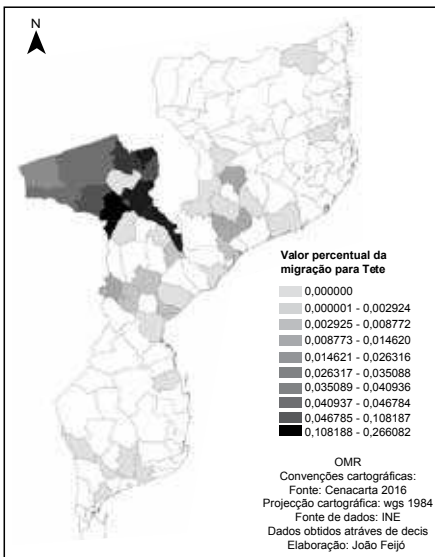 N
Valor percentual da
migração para Tete
0,000000
0,000001 - 0,002924
0,002925 - 0,008772
0,008773 - 0,014620
0,014621 - 0,026316
0,026317 - 0,035088
0,035089 - 0,040936
0,040937 - 0,046784
0,046785 - 0,108187
0,108188 - 0,266082
OMR
Convenções cartográficas:
Fonte: Cenacarta 2016
Projecção cartográfica: wgs 1984
Fonte de dados: INE
Dados obtidos atráves de decis
Elaboração: João Feijó